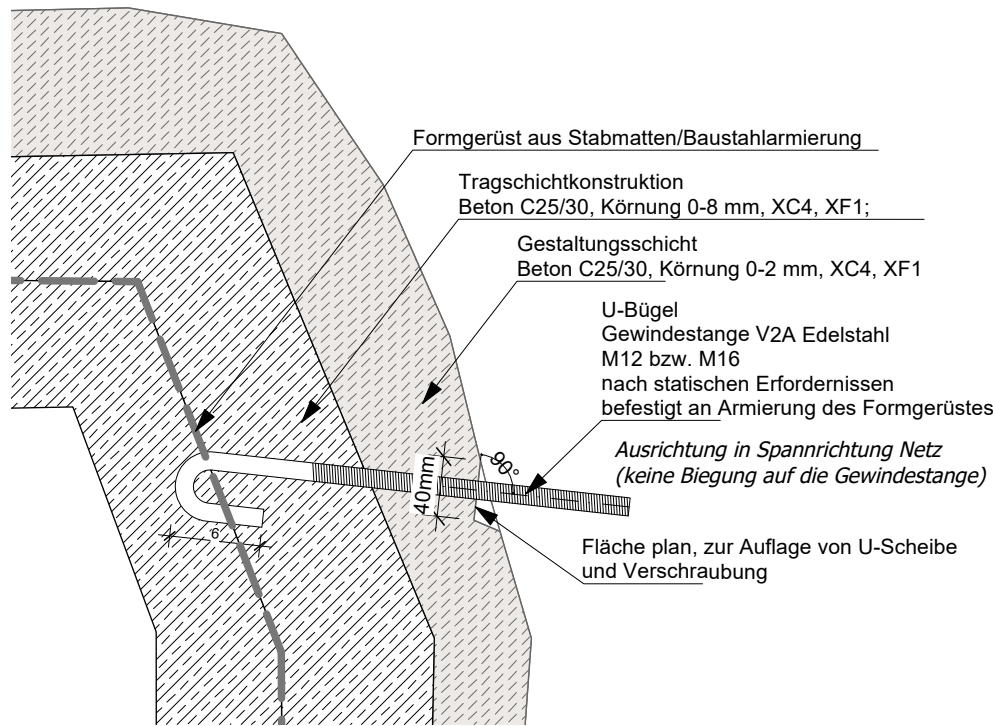 Formgerüst aus Stabmatten/Baustahlarmierung
Tragschichtkonstruktion
Beton C25/30, Körnung 0-8 mm, XC4, XF1;
Gestaltungsschicht
Beton C25/30, Körnung 0-2 mm, XC4, XF1
U-Bügel
Gewindestange V2A Edelstahl
M12 bzw. M16
nach statischen Erfordernissen
befestigt an Armierung des Formgerüstes
Ausrichtung in Spannrichtung Netz
(keine Biegung auf die Gewindestange)
90°
40mm
6
Fläche plan, zur Auflage von U-Scheibe
und Verschraubung